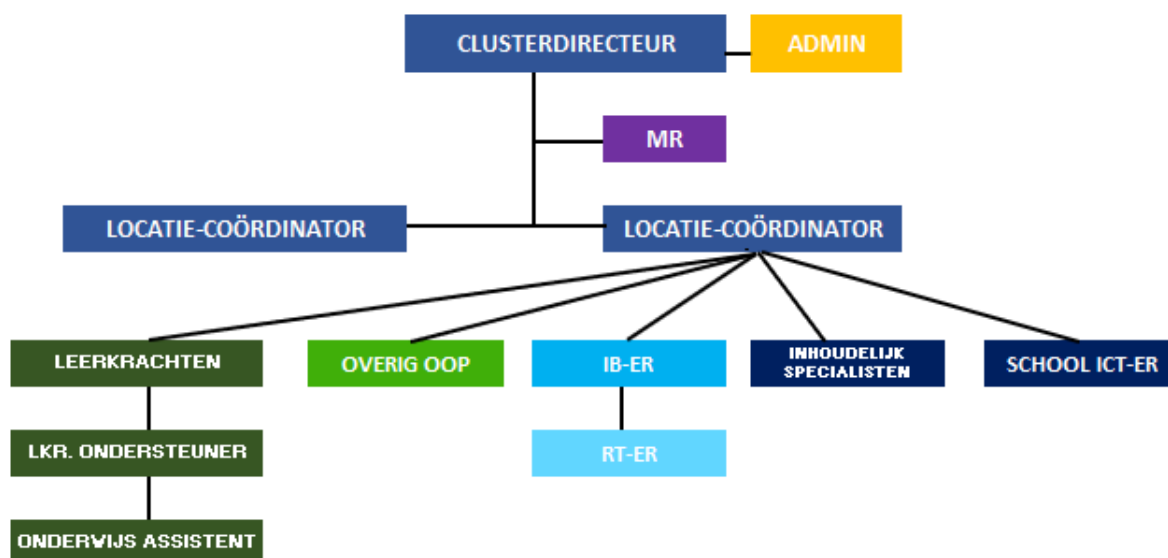 CLUSTERDIRECTEUR
ADMIN
MR
LOCATIE-COÖRDINATOR
LOCATIE-COÖRDINATOR
LEERKRACHTEN
OVERIG OOP
IB-ER
INHOUDELIJK
SPECIALISTEN
SCHOOL ICT-ER
LKR. ONDERSTEUNER
RT-ER
ONDERWIJS ASSISTENT